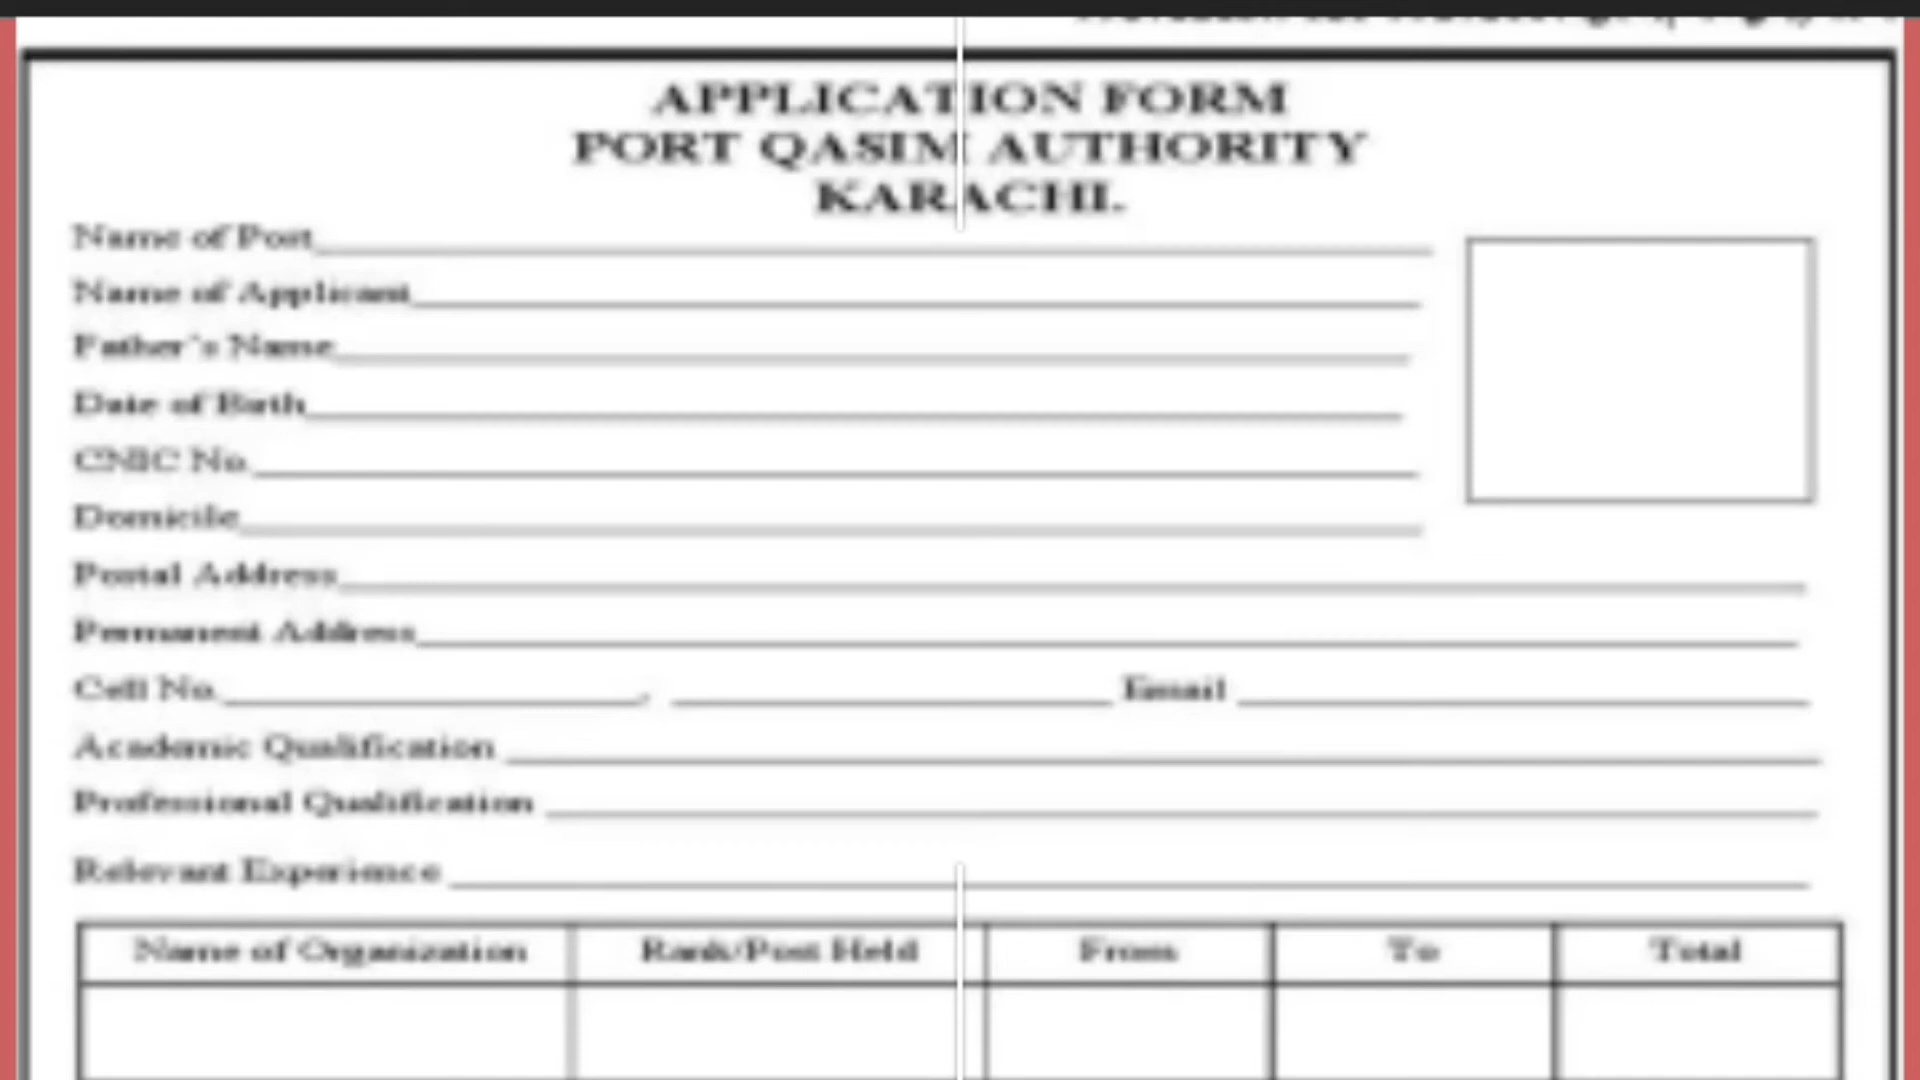 APPLICATION FORM
PORT QASIM AUTHORITY
KARACHI.
Name of Post
Name of Applicant
Father's Name
Date of Birth
CNIC No.
Domicile
Postal Address
Permanent Address
Cell No. , Email
Academic Qualification
Professional Qualification
Relevant Experience
Name of Organization Rank/Post Held From To Total